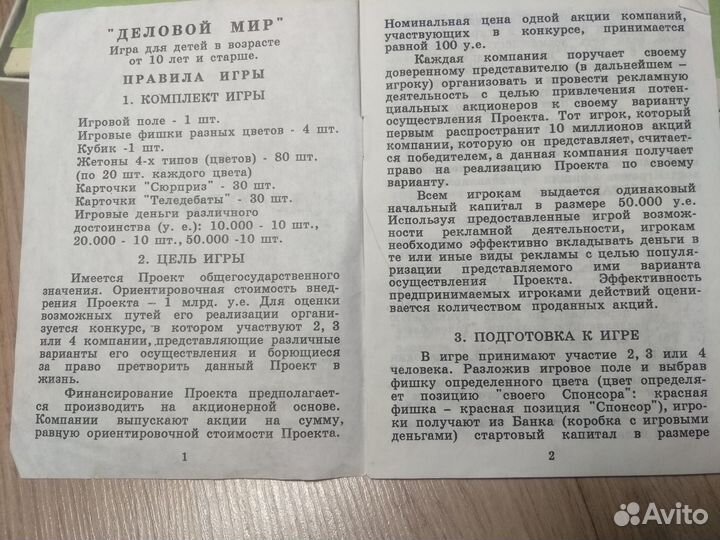 "ДЕЛОВОЙ МИР"
Игра для детей в возрасте
от 10 лет и старше.
ПРАВИЛА ИГРЫ
1. КОМПЛЕКТ ИГРЫ
Игровой поле - 1 шт.
Игровые фишки разных цветов - 4 шт.
Кубик -1 шт.
Жетоны 4-х типов (цветов) - 80 шт.
(по 20 шт. каждого цвета)
Карточки "Сюрприз" - 30 шт.
Карточки "Теледебаты" - 30 шт.
Игровые деньги различного
достоинства (у. е.): 10.000 - 10 шт.,
20.000 - 10 шт., 50.000 -10 шт.
2. ЦЕЛЬ ИГРЫ
Имеется Проект общегосударственного
значения. Ориентировочная стоимость внед-
рения Проекта – 1 млрд. у.е. Для оценки
возможных путей его реализации органи-
зуется конкурс, в котором участвуют 2, 3
или 4 компании, представляющие различные
варианты его осуществления и борющиеся
за право претворить данный Проект в
жизнь.
Финансирование Проекта предполагает-
ся производить на акционерной основе.
Компании выпускают акции на сумму,
равную ориентировочной стоимости Проекта.
1
Номинальная цена одной акции компаний,
участвующих в конкурсе, принимается
равной 100 у.е.
Каждая компания поручает своему
доверенному представителю (в дальнейшем –
игроку) организовать и провести рекламную
деятельность с целью привлечения потен-
циальных акционеров к своему варианту
осуществления Проекта. Тот игрок, который
первым распространит 10 миллионов акций
компании, которую он представляет, считает-
ся победителем, а данная компания получает
право на реализацию Проекта по своему
варианту.
Всем игрокам выдается одинаковый
начальный капитал в размере 50.000 у.е.
Используя предоставленные игрой возмож-
ности рекламной деятельности, игрокам
необходимо эффективно вкладывать деньги в
те или иные виды рекламы с целью популя-
ризации представляемого ими варианта
осуществления Проекта. Эффективность
предпринимаемых игроками действий оцени-
вается количеством проданных акций.
3. ПОДГОТОВКА К ИГРЕ
В игре принимают участие 2, 3 или 4
человека. Разложив игровое поле и выбрав
фишку определенного цвета (цвет определя-
ет позицию "своего Спонсора": красная
фишка – красная позиция "Спонсор"), игро-
ки получают из Банка (коробка с игровыми
деньгами) стартовый капитал в размере
2
Avito